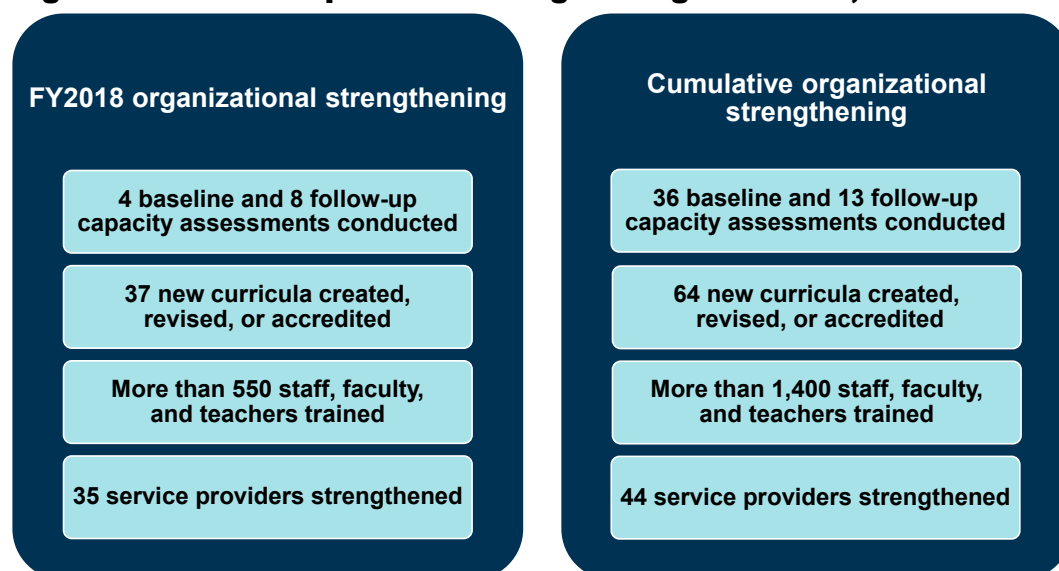 FY2018 organizational strengthening
4 baseline and 8 follow-up
capacity assessments conducted
37 new curricula created,
revised, or accredited
More than 550 staff, faculty,
and teachers trained
35 service providers strengthened
Cumulative organizational
strengthening
36 baseline and 13 follow-up
capacity assessments conducted
64 new curricula created,
revised, or accredited
More than 1,400 staff, faculty,
and teachers trained
44 service providers strengthened